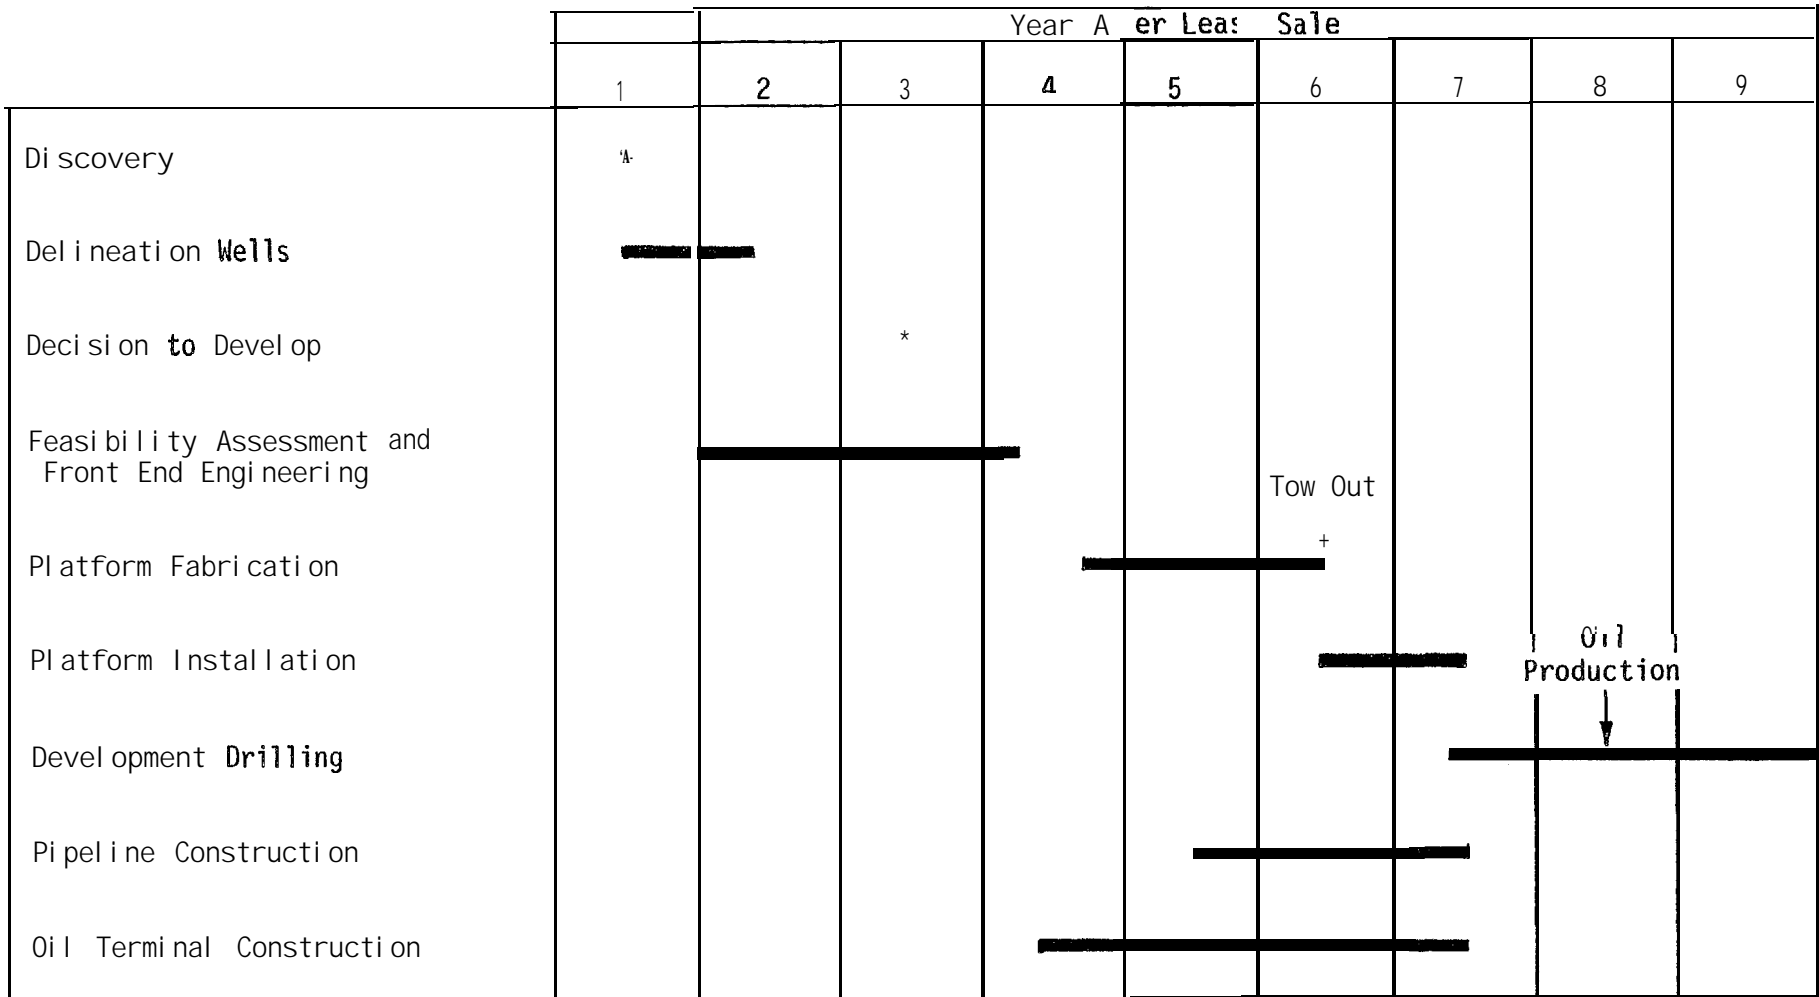 Year A er Leas Sale
1 2 3 4 5 6 7 8 9
Discovery
Delineation Wells
Decision to Develop *
Feasibility Assessment and
Front End Engineering
Tow Out
+
Platform Fabrication
Oil
Platform Installation
Production
Development Drilling
Pipeline Construction
Oil Terminal Construction